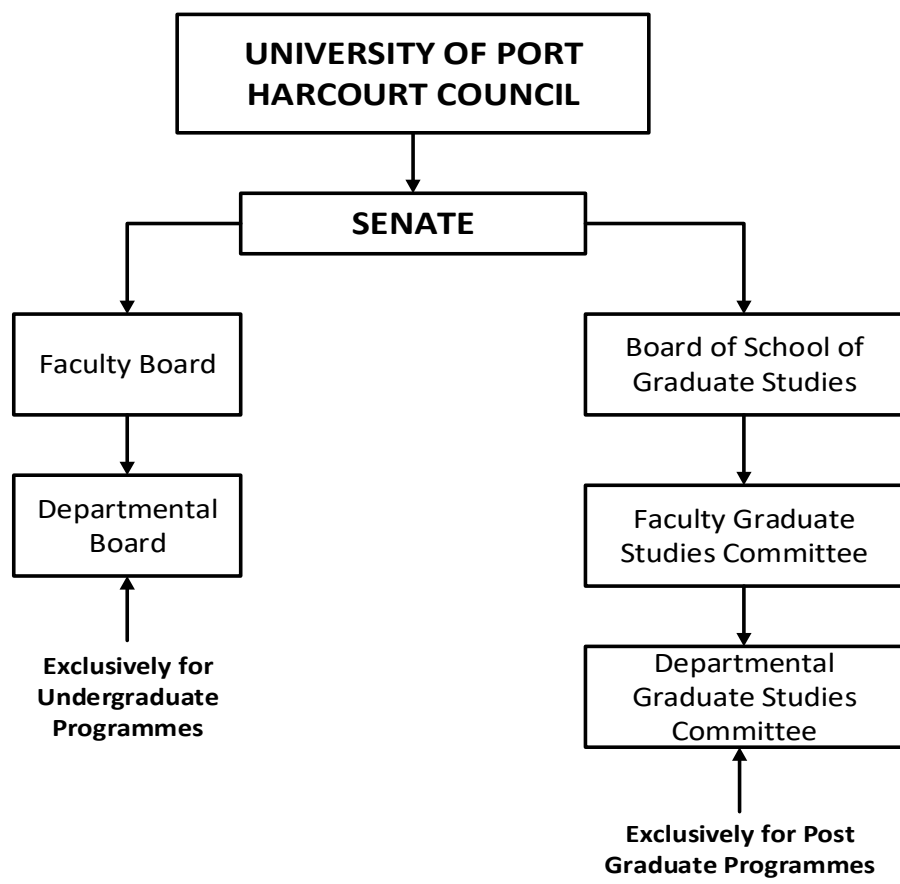 UNIVERSITY OF PORT
HARCOURT COUNCIL
SENATE
Faculty Board
Departmental
Board
Exclusively for
Undergraduate
Programmes
Board of School of
Graduate Studies
Faculty Graduate
Studies Committee
Departmental
Graduate Studies
Committee
Exclusively for Post
Graduate Programmes